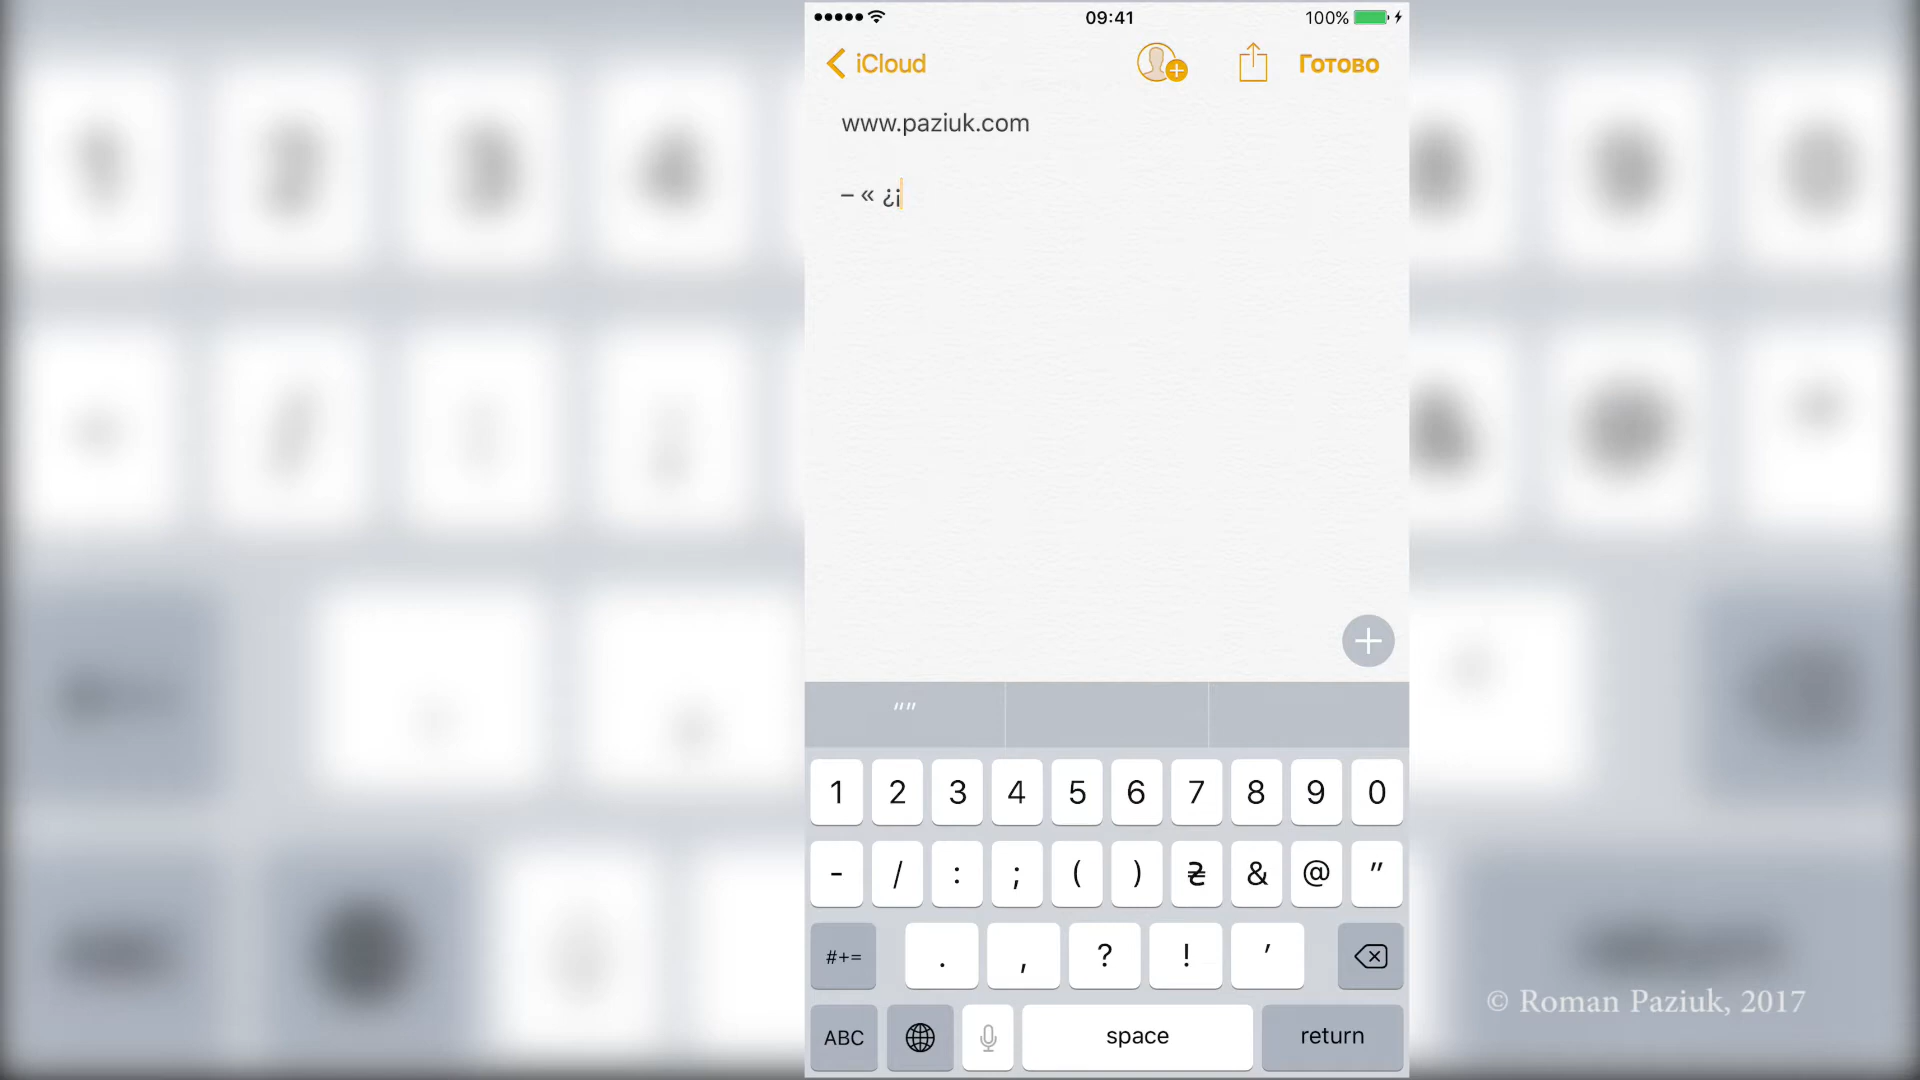 09:41
100%
iCloud
Готово
www.paziuk.com
– « ¿¡
""
1 2 3 4 5 6 7 8 9 0
- / : ; ( ) ₴ & @ "
#+= . , ? ! ’
ABC space return
© Roman Paziuk, 2017